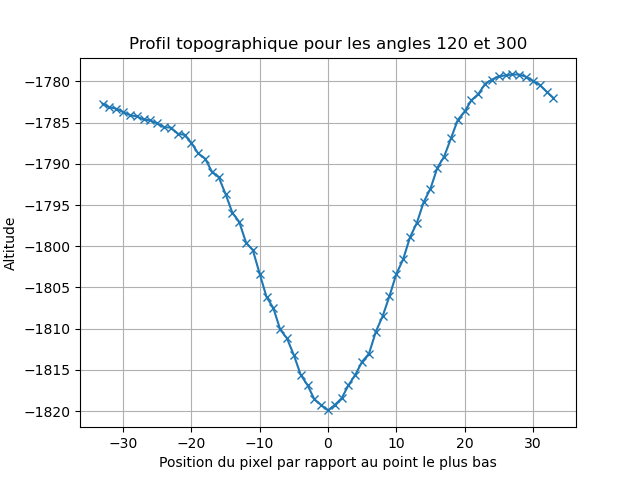 Profil topographique pour les angles 120 et 300
Altitude
−1780
−1785
−1790
−1795
−1800
−1805
−1810
−1815
−1820
−30 −20 −10 0 10 20 30
Position du pixel par rapport au point le plus bas